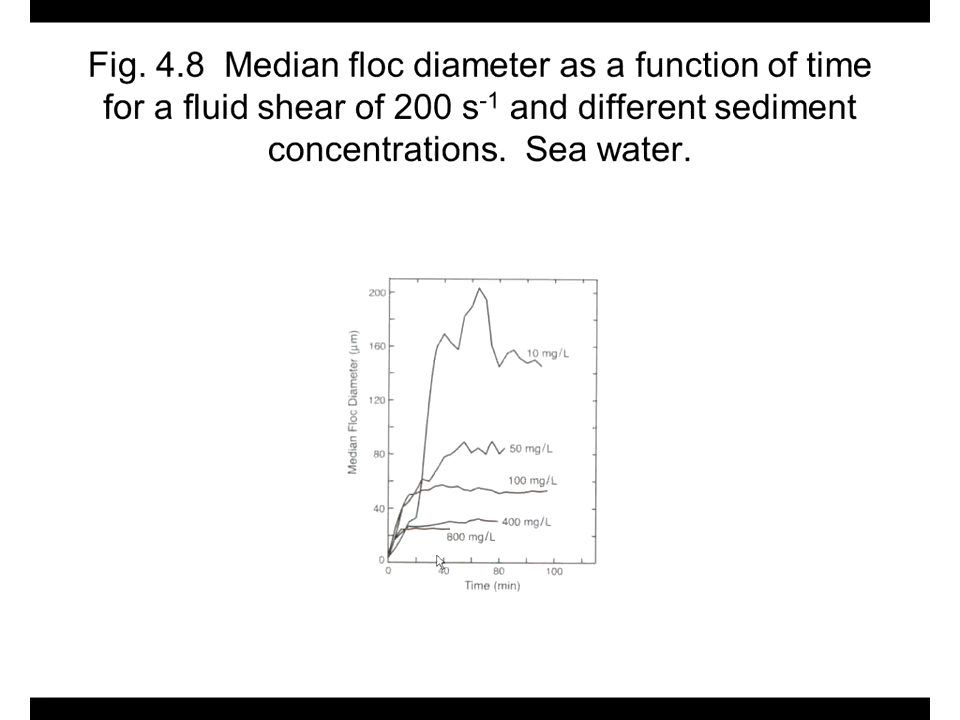 Fig. 4.8  Median floc diameter as a function of time
for a fluid shear of 200 s-1 and different sediment
concentrations.  Sea water.
200
160
120
80
40
0
Median Floc Diameter (μm)
10 mg/L
50 mg/L
100 mg/L
400 mg/L
800 mg/L
0 40 80 100
Time (min)